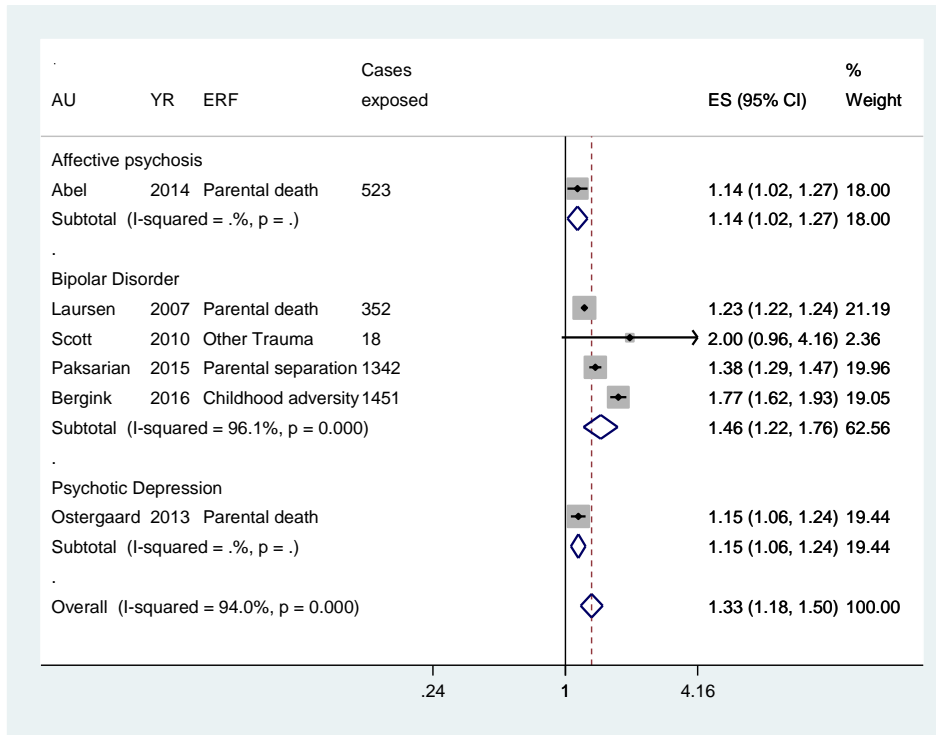 .
Cases %
AU YR ERF exposed ES (95% CI) Weight
Affective psychosis
Abel 2014 Parental death 523 1.14 (1.02, 1.27) 18.00
Subtotal (I-squared = .%, p = .) 1.14 (1.02, 1.27) 18.00
.
Bipolar Disorder
Laursen 2007 Parental death 352 1.23 (1.22, 1.24) 21.19
Scott 2010 Other Trauma 18 2.00 (0.96, 4.16) 2.36
Paksarian 2015 Parental separation 1342 1.38 (1.29, 1.47) 19.96
Bergink 2016 Childhood adversity 1451 1.77 (1.62, 1.93) 19.05
Subtotal (I-squared = 96.1%, p = 0.000) 1.46 (1.22, 1.76) 62.56
.
Psychotic Depression
Ostergaard 2013 Parental death 1.15 (1.06, 1.24) 19.44
Subtotal (I-squared = .%, p = .) 1.15 (1.06, 1.24) 19.44
.
Overall (I-squared = 94.0%, p = 0.000) 1.33 (1.18, 1.50) 100.00
.24 1 4.16